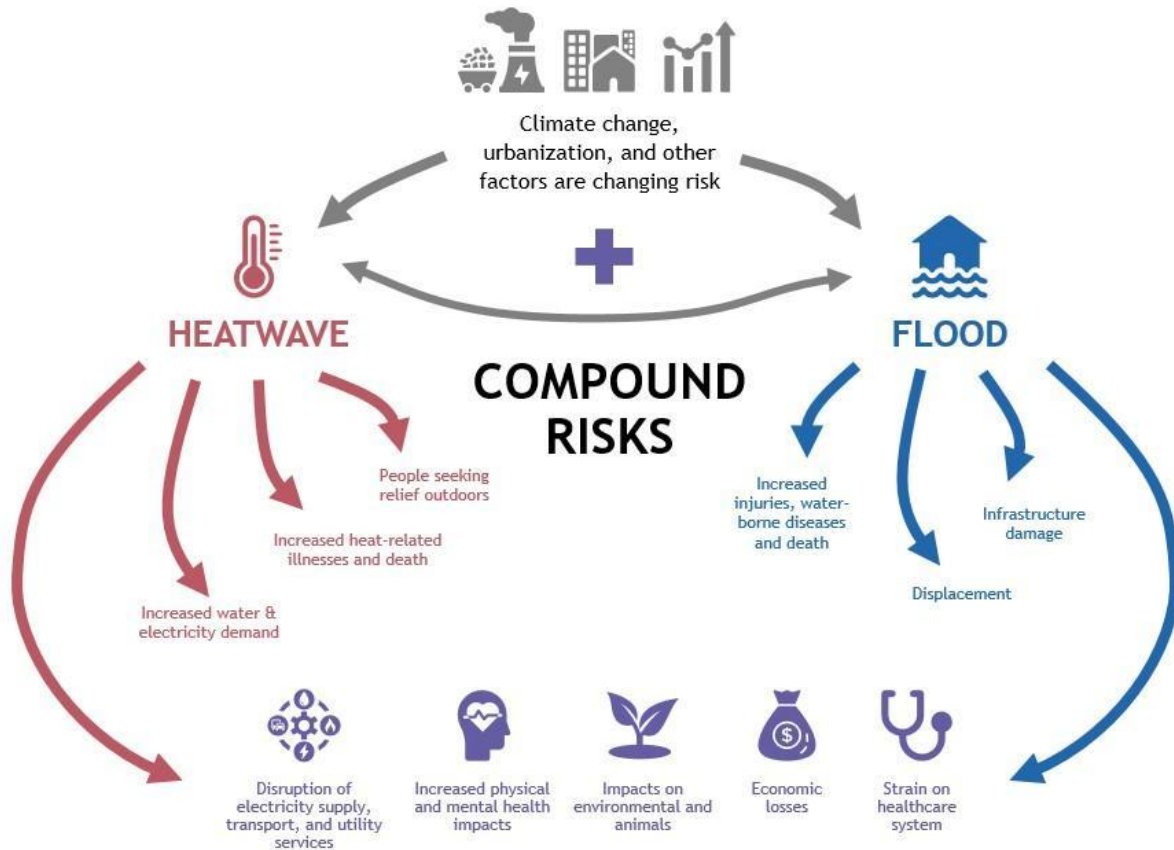 Climate change,
urbanization, and other
factors are changing risk
HEATWAVE
FLOOD
COMPOUND
RISKS
People seeking
relief outdoors
Increased heat-related
illnesses and death
Increased water &
electricity demand
Increased
injuries, water-
borne diseases
and death
Infrastructure
damage
Displacement
$
Disruption of
electricity supply,
transport, and utility
services
Increased physical
and mental health
impacts
Impacts on
environmental and
animals
Economic
losses
Strain on
healthcare
system